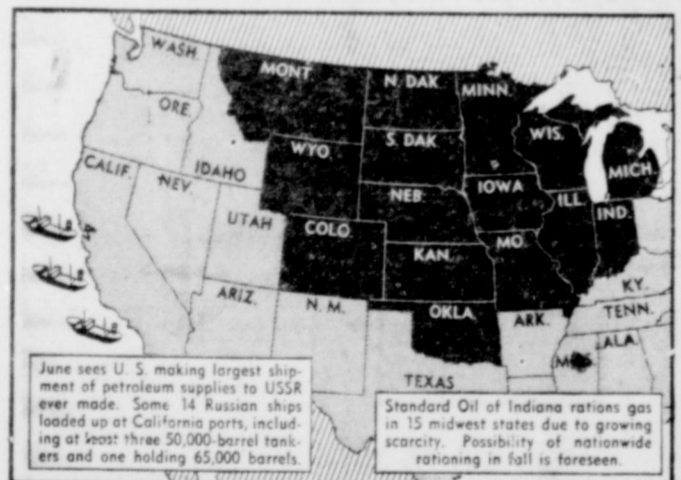 WASH.
MONT
N. DAK
MINN.
ORE.
S. DAK
WIS.
MICH.
IDAHO
WYO.
CALIF.
NEV.
NEB.
IOWA
ILL.
IND.
UTAH
COLO.
KAN.
MO.
KY.
ARIZ.
N. M.
OKLA.
ARK.
TENN.
ALA.
TEXAS
June sees U. S. making largest ship-
ment of petroleum supplies to USSR
ever made. Some 14 Russian ships
loaded up at California ports, includ-
ing at least three 50,000-barrel tank-
ers and one holding 65,000 barrels.
Standard Oil of Indiana rations gas
in 15 midwest states due to growing
scarcity. Possibility of nationwide
rationing in fall is foreseen.